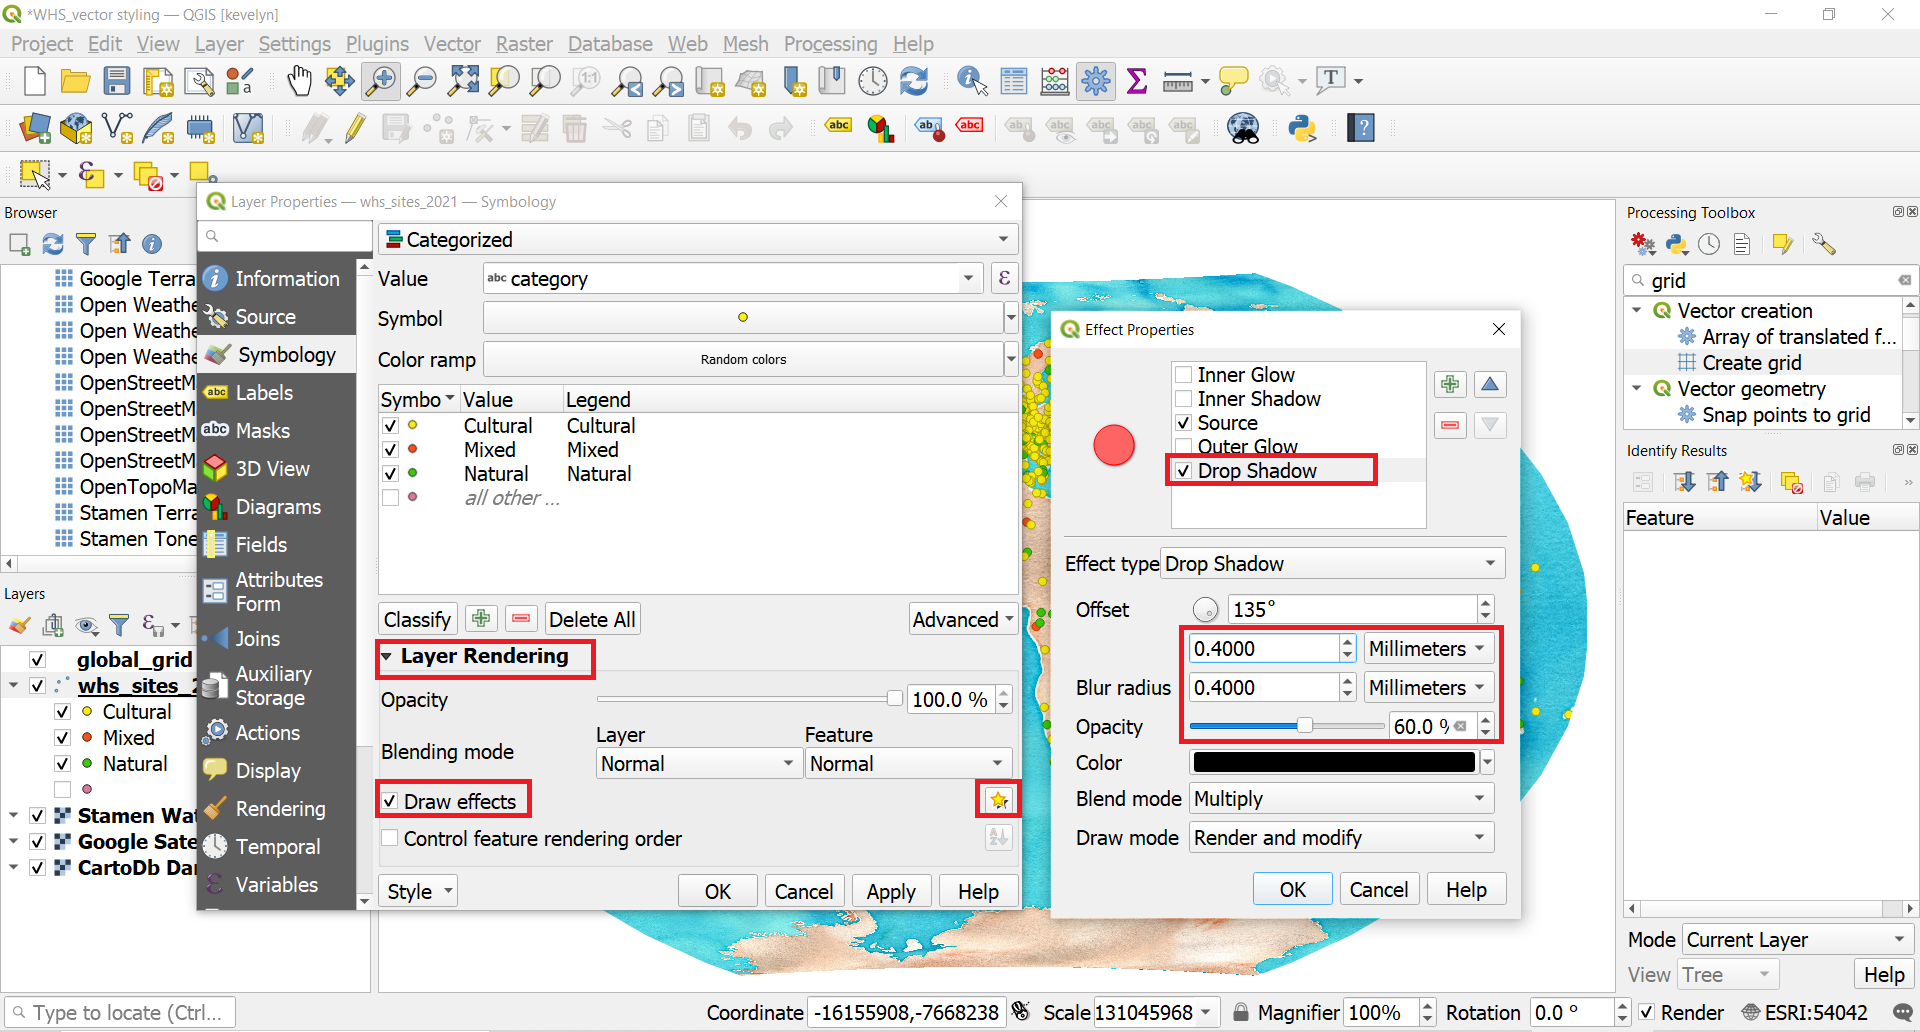 *WHS_vector styling — QGIS [kevelyn]
Project Edit View Layer Settings Plugins Vector Raster Database Web Mesh Processing Help
Browser
Google Terra
Open Weathe
Open Weathe
Open Weathe
OpenStreetM
OpenStreetM
OpenStreetM
OpenStreetM
OpenTopoMa
Stamen Terra
Stamen Tone
Layers
global_grid
whs_sites_2
Cultural
Mixed
Natural
Stamen Wat
Google Sate
CartoDb Dar
Layer Properties — whs_sites_2021 — Symbology
Information
Source
Symbology
Labels
Masks
3D View
Diagrams
Fields
Attributes
Form
Joins
Auxiliary
Storage
Actions
Display
Rendering
Temporal
Variables
Categorized
Value abc category
Symbol
Color ramp Random colors
Symbo Value Legend
Cultural Cultural
Mixed Mixed
Natural Natural
all other ...
Classify Delete All Advanced
Layer Rendering
Opacity 100.0 %
Layer Feature
Blending mode Normal Normal
Draw effects
Control feature rendering order
Style OK Cancel Apply Help
Effect Properties
Inner Glow
Inner Shadow
Source
Outer Glow
Drop Shadow
Effect type Drop Shadow
Offset 135°
0.4000 Millimeters
Blur radius 0.4000 Millimeters
Opacity 60.0 %
Color
Blend mode Multiply
Draw mode Render and modify
OK Cancel Help
Processing Toolbox
grid
Vector creation
Array of translated f...
Create grid
Vector geometry
Snap points to grid
Identify Results
Feature Value
Mode Current Layer
View Tree Help
Type to locate (Ctrl... Coordinate -16155908,-7668238 Scale 131045968 Magnifier 100% Rotation 0.0 ° Render ESRI:54042